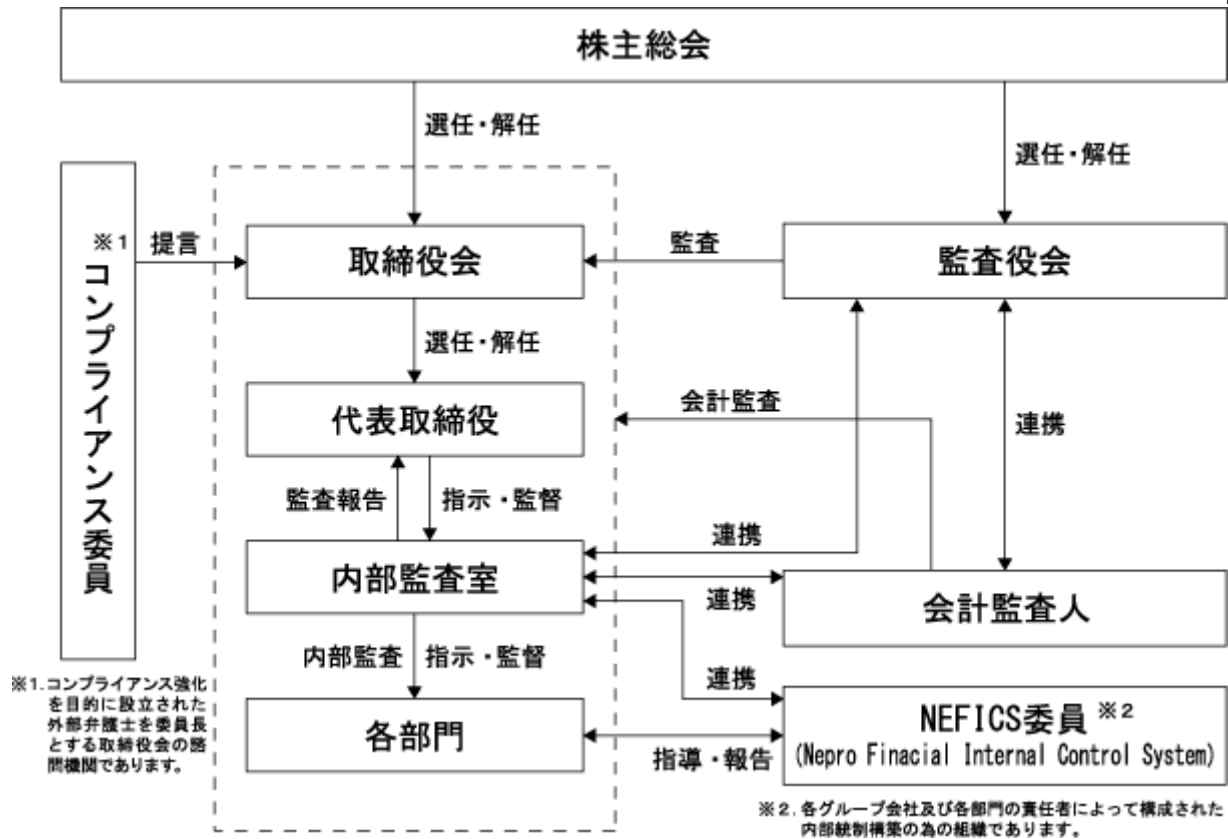 株主総会
選任・解任
選任・解任
※1
コンプライアンス委員
提言
取締役会
監査
監査役会
選任・解任
代表取締役
会計監査
連携
監査報告
指示・監督
内部監査室
連携
連携
会計監査人
内部監査
指示・監督
連携
各部門
指導・報告
NEFICS委員 ※2
(Nepro Finacial Internal Control System)
※1.コンプライアンス強化
を目的に設立された
外部弁護士を委員長
とする取締役会の諮
問機関であります。
※2.各グループ会社及び各部門の責任者によって構成された
内部統制構築の為の組織であります。